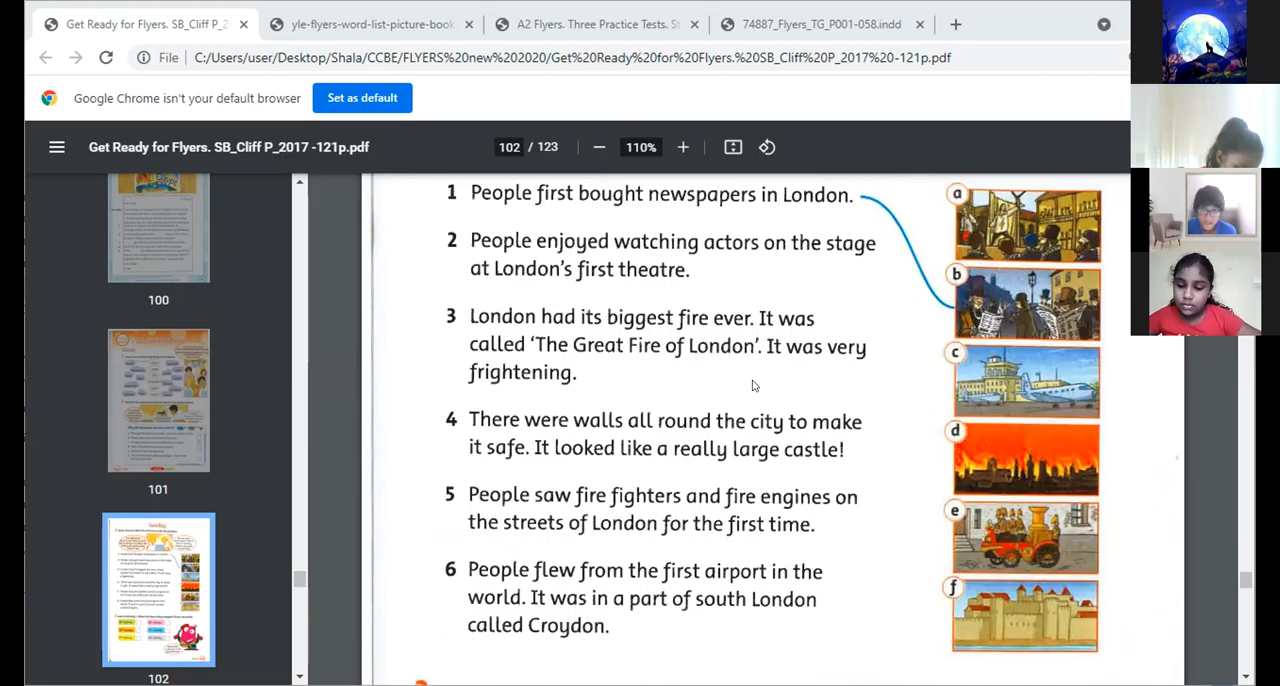 Get Ready for Flyers. SB_Cliff P_2
yle-flyers-word-list-picture-book
A2 Flyers. Three Practice Tests. S
74887_Flyers_TG_P001-058.indd
File
C:/Users/user/Desktop/Shala/CCBE/FLYERS%20new%202020/Get%20Ready%20for%20Flyers.%20SB_Cliff%20P_2017%20-121p.pdf
Google Chrome isn't your default browser
Set as default
Get Ready for Flyers. SB_Cliff P_2017 -121p.pdf
102 / 123
110%
100
101
102
1 People first bought newspapers in London.
2 People enjoyed watching actors on the stage
at London's first theatre.
3 London had its biggest fire ever. It was
called 'The Great Fire of London'. It was very
frightening.
4 There were walls all round the city to make
it safe. It looked like a really large castle!
5 People saw fire fighters and fire engines on
the streets of London for the first time.
6 People flew from the first airport in the
world. It was in a part of south London
called Croydon.
a
b
c
d
e
f